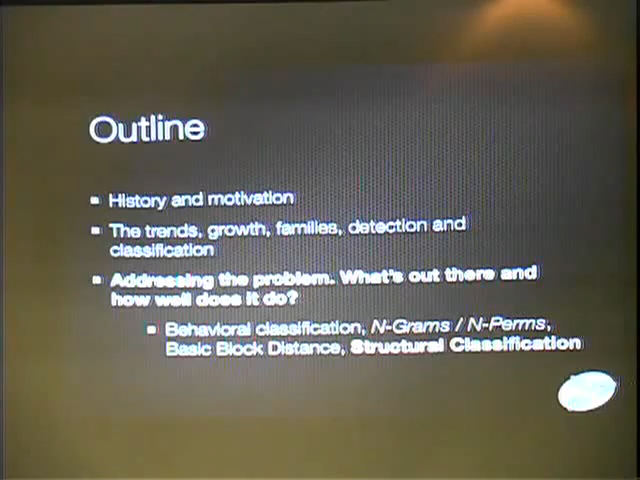 Outline
History and motivation
The trends, growth, families, detection and
classification
Addressing the problem. What's out there and
how well does it do?
Behavioral classification, N-Grams / N-Perms,
Basic Block Distance, Structural Classification